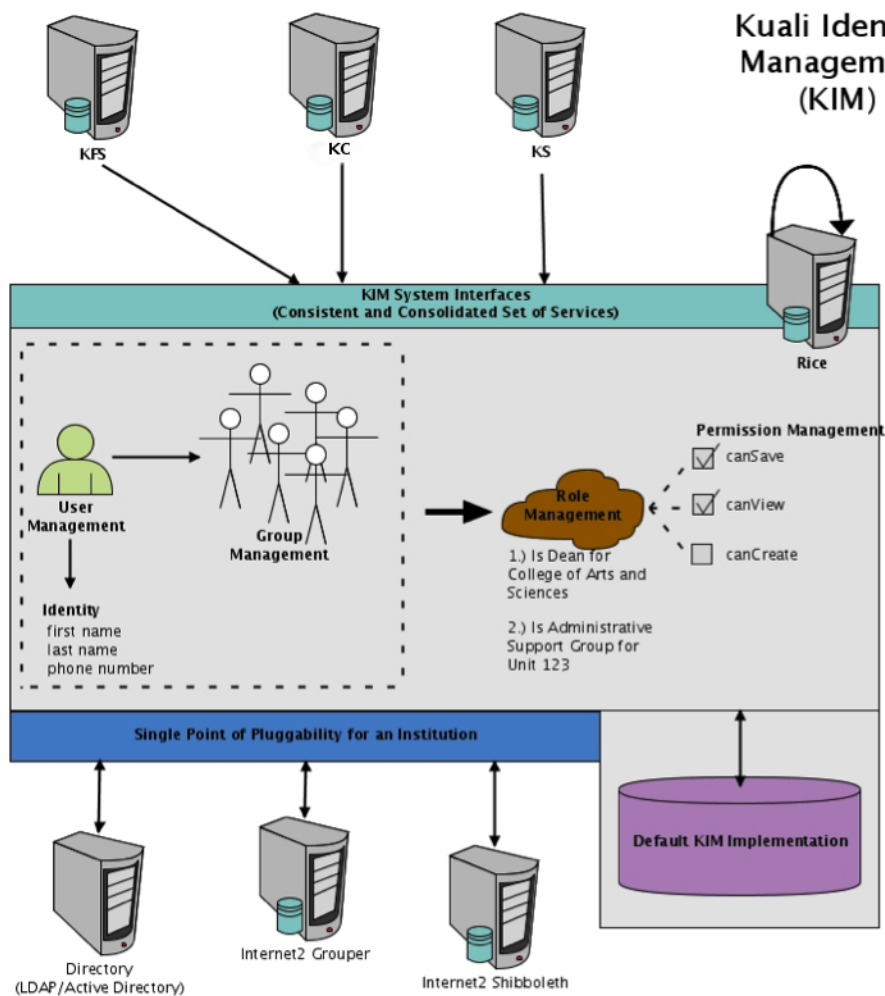 Kuali Iden
Managem
(KIM)
KFS
KC
KS
KIM System Interfaces
(Consistent and Consolidated Set of Services)
Rice
User
Management
Group
Management
Identity
first name
last name
phone number
Role
Management
1.) Is Dean for
College of Arts and
Sciences
2.) Is Administrative
Support Group for
Unit 123
Permission Management
canSave
canView
canCreate
Single Point of Pluggability for an Institution
Default KIM Implementation
Directory
(LDAP/Active Directory)
Internet2 Grouper
Internet2 Shibboleth